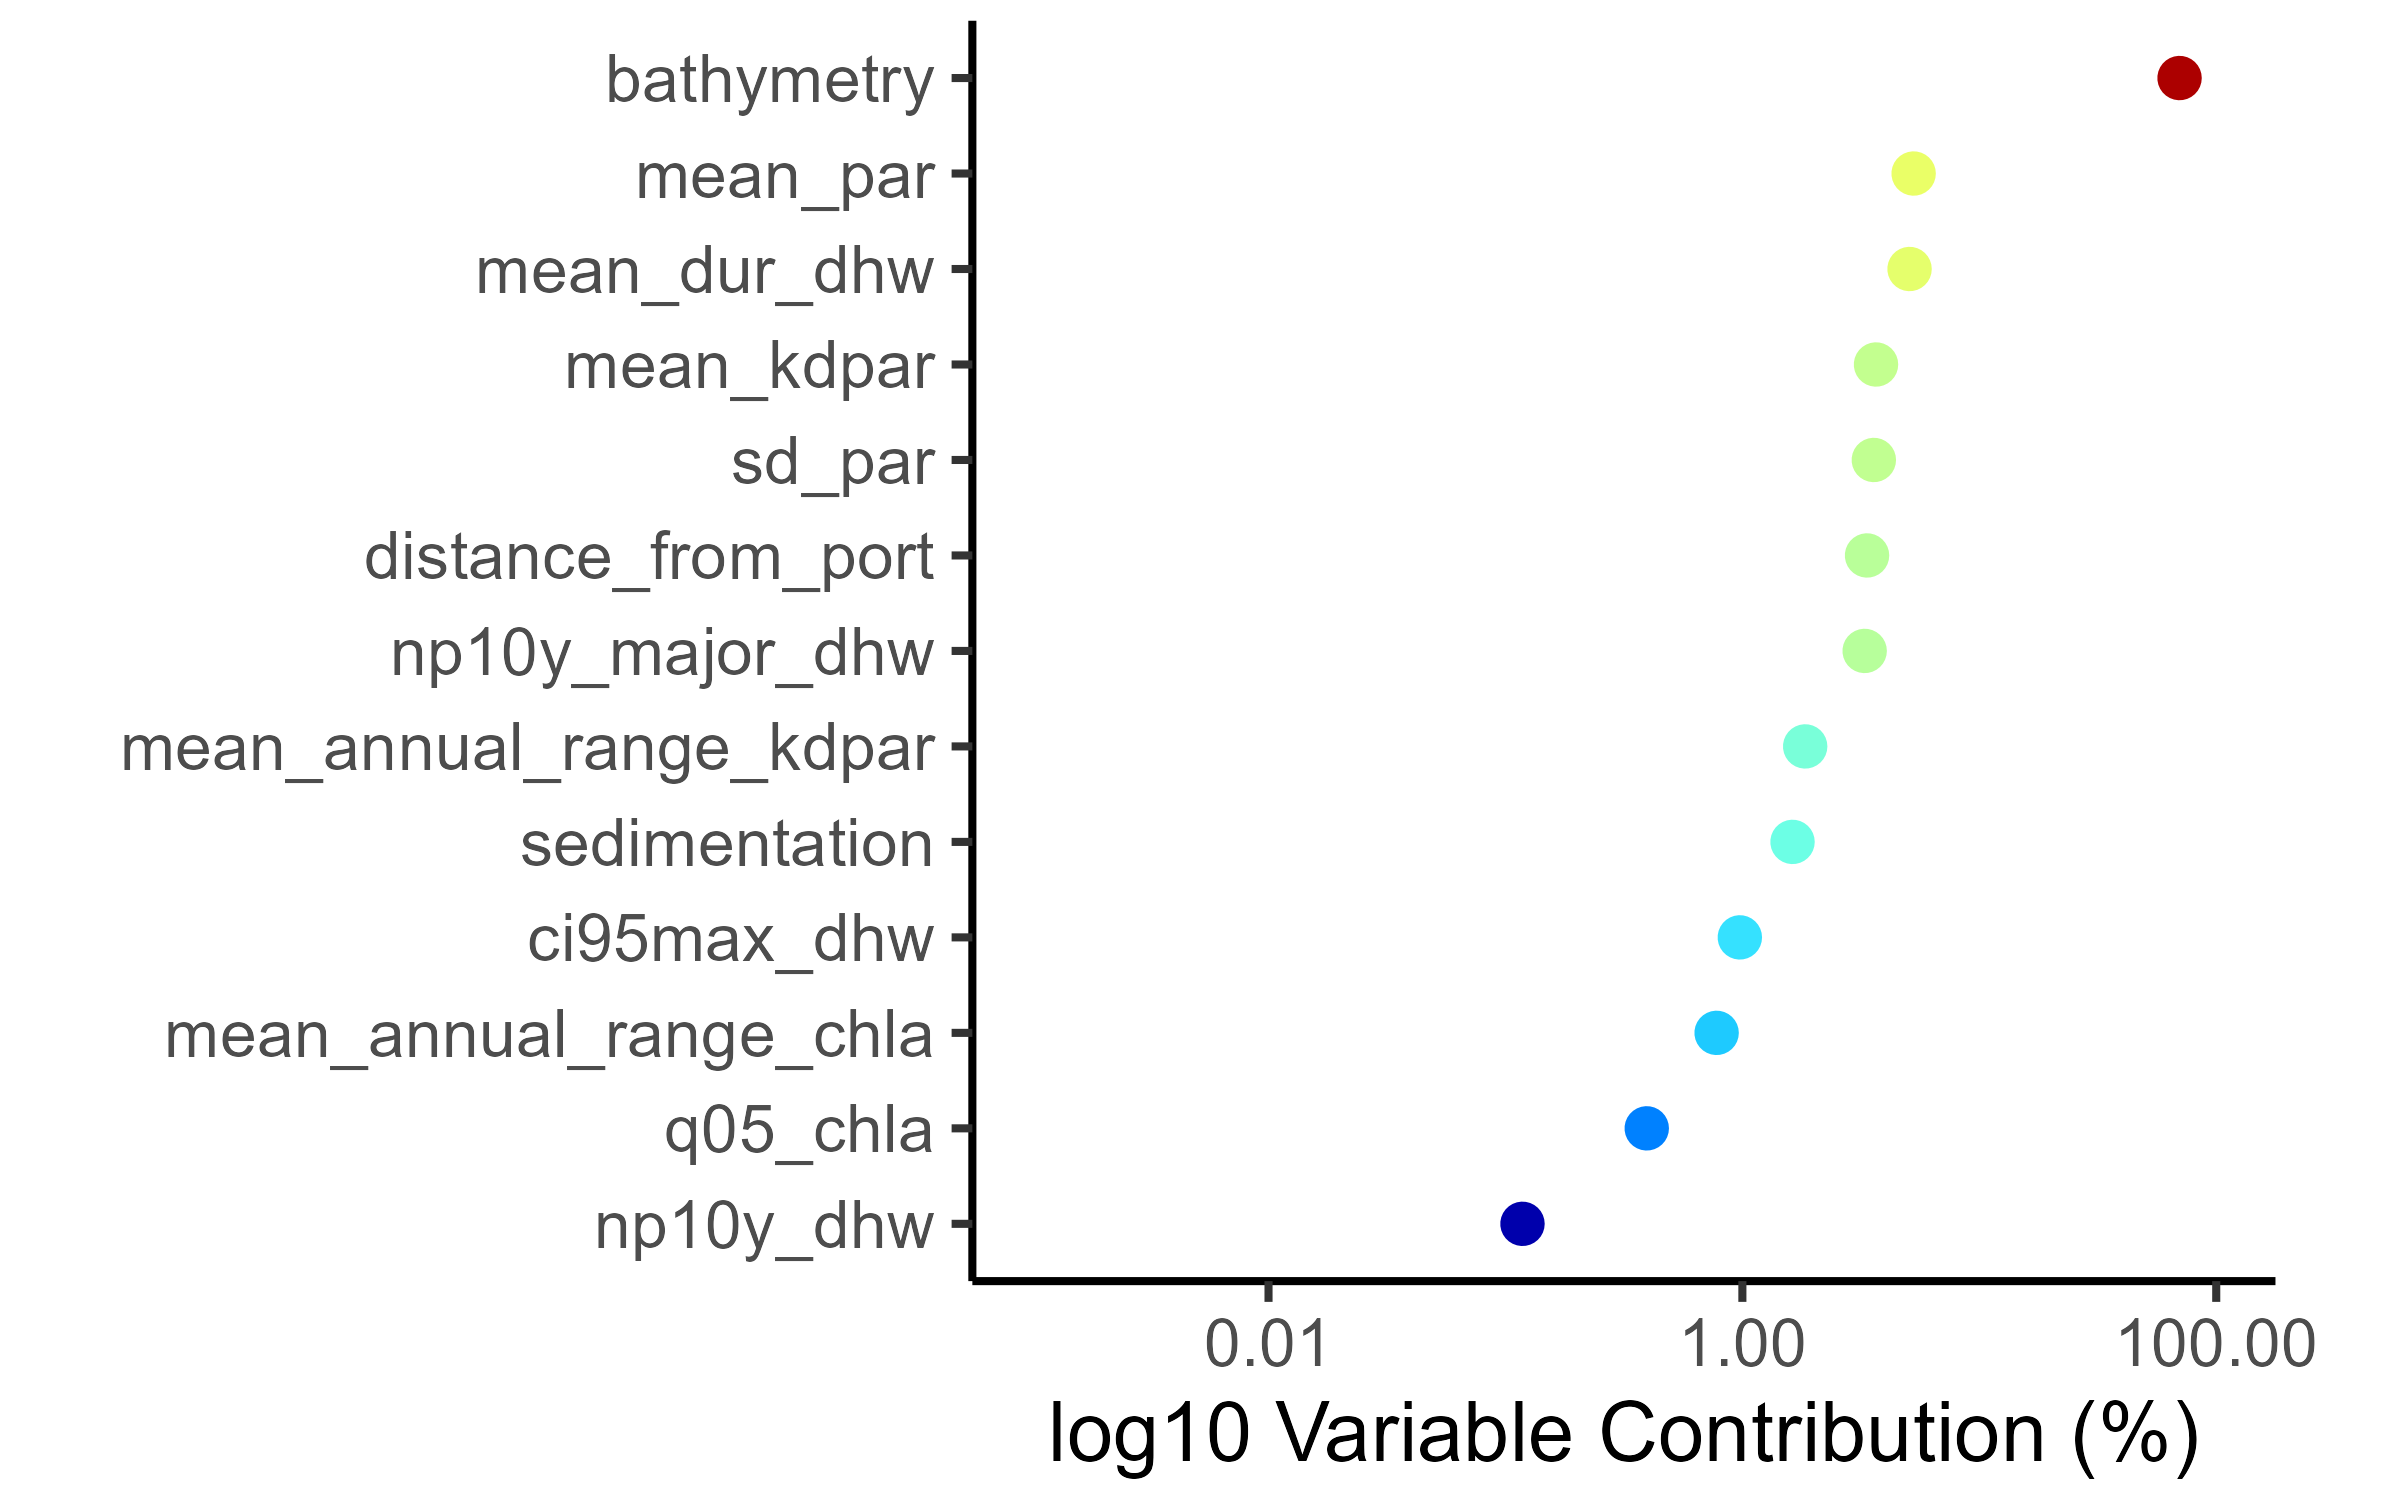 bathymetry
mean_par
mean_dur_dhw
mean_kdpar
sd_par
distance_from_port
np10y_major_dhw
mean_annual_range_kdpar
sedimentation
ci95max_dhw
mean_annual_range_chla
q05_chla
np10y_dhw
0.01 1.00 100.00
log10 Variable Contribution (%)